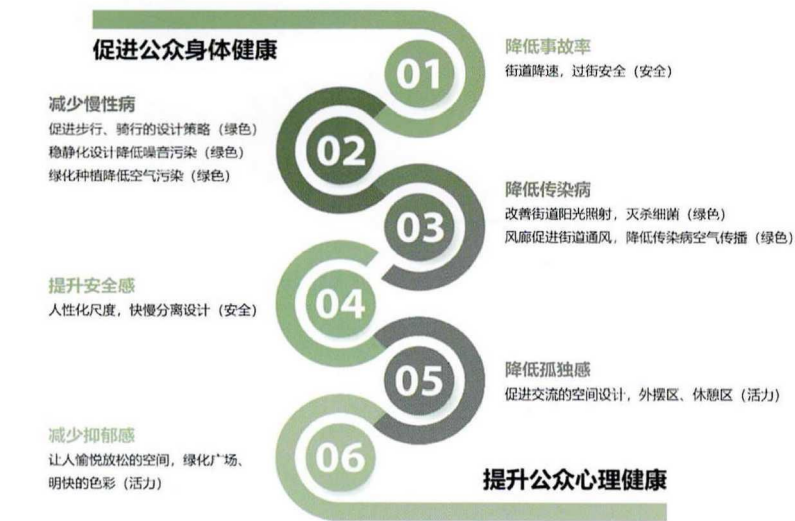 促进公众身体健康
01
降低事故率
街道降速，过街安全（安全）
减少慢性病
促进步行、骑行的设计策略（绿色）
稳静化设计降低噪音污染（绿色）
绿化种植降低空气污染（绿色）
02
03
降低传染病
改善街道阳光照射，灭杀细菌（绿色）
风廊促进街道通风，降低传染病空气传播（绿色）
提升安全感
人性化尺度，快慢分离设计（安全）
04
05
降低孤独感
促进交流的空间设计，外摆区、休憩区（活力）
减少抑郁感
让人愉悦放松的空间，绿化广场、
明快的色彩（活力）
06
提升公众心理健康